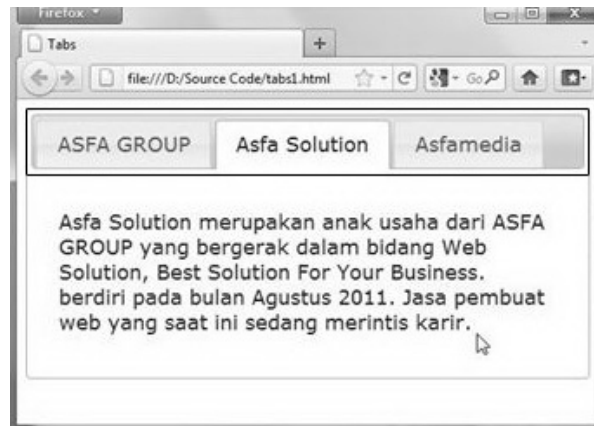 Firefox
Tabs
file:///D:/Source Code/tabs1.html
Go
ASFA GROUP Asfa Solution Asfamedia
Asfa Solution merupakan anak usaha dari ASFA
GROUP yang bergerak dalam bidang Web
Solution, Best Solution For Your Business.
berdiri pada bulan Agustus 2011. Jasa pembuat
web yang saat ini sedang merintis karir.